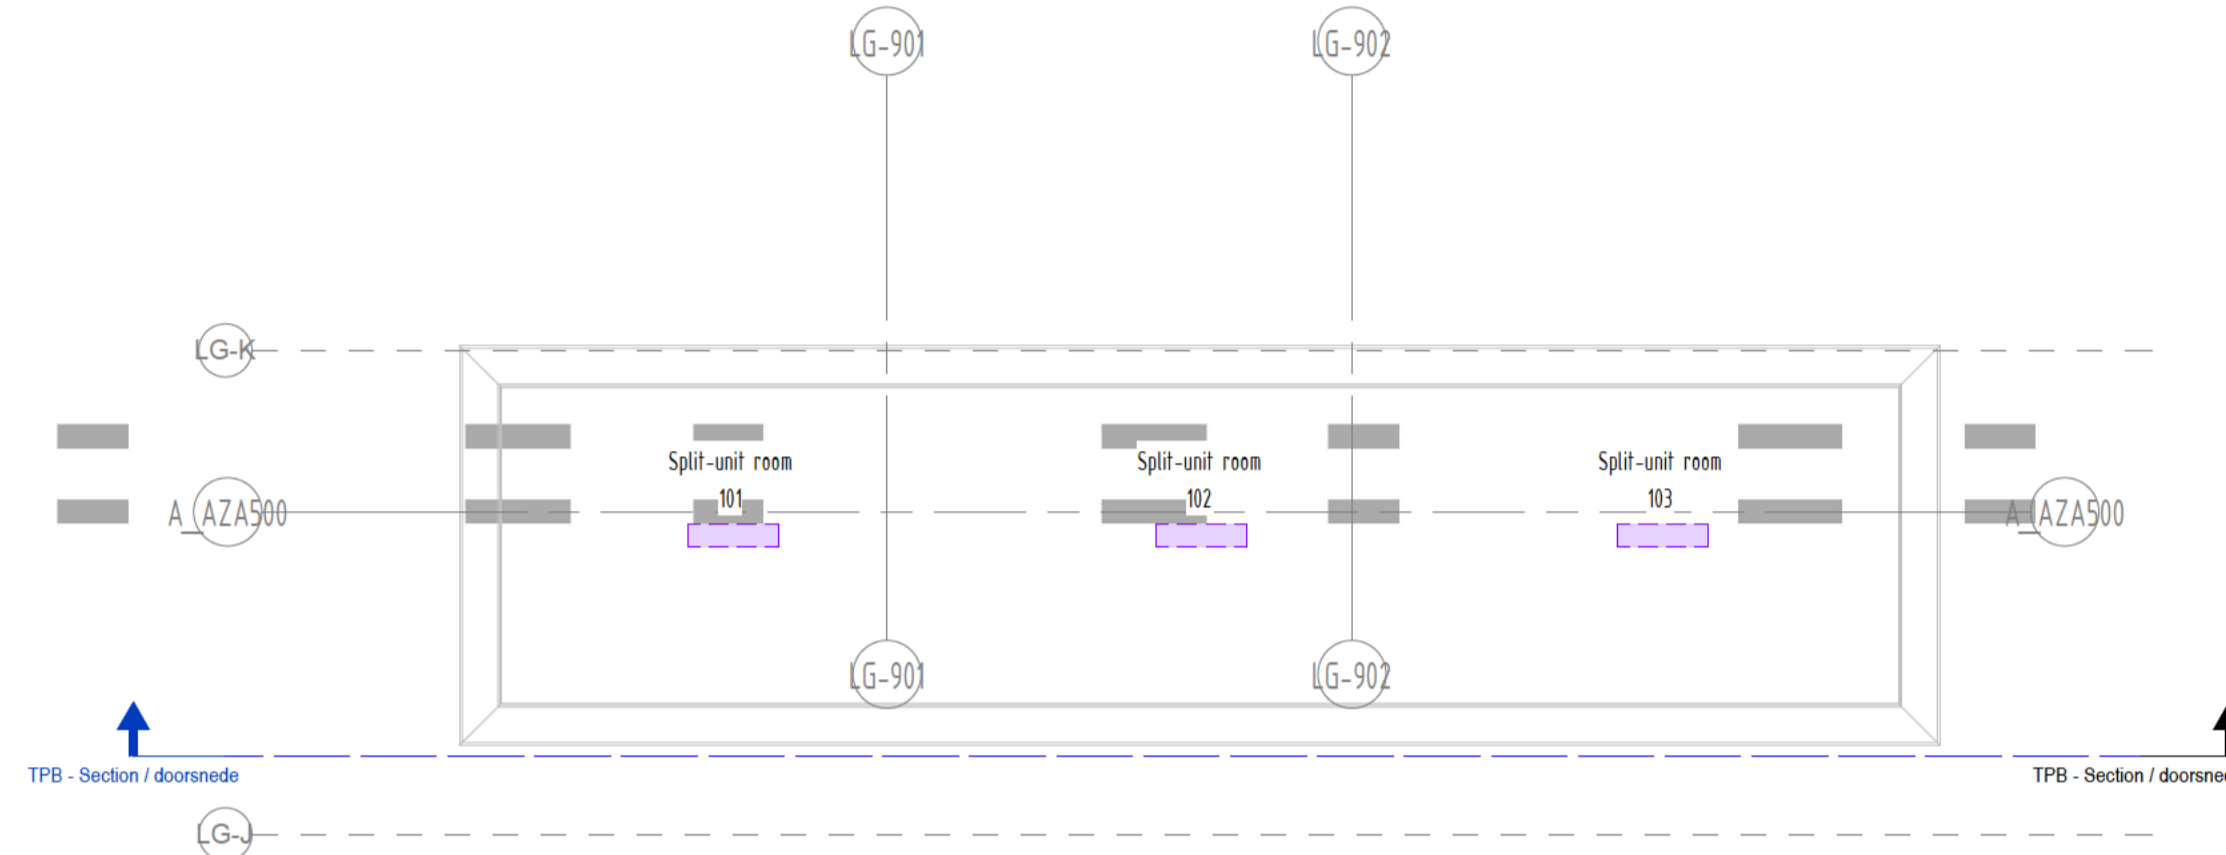 LG-901
LG-902
LG-K
Split-unit room
101
Split-unit room
102
Split-unit room
103
A_AZA500
A_AZA500
LG-901
LG-902
TPB - Section / doorsnede
TPB - Section / doorsne
LG-J